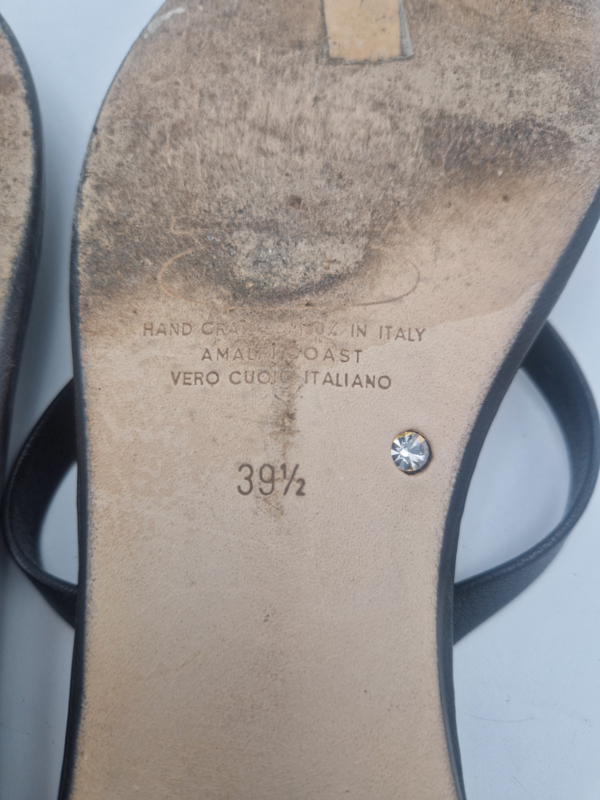 HAND IN ITALY
COAST
VERO CUOIO ITALIANO
39½